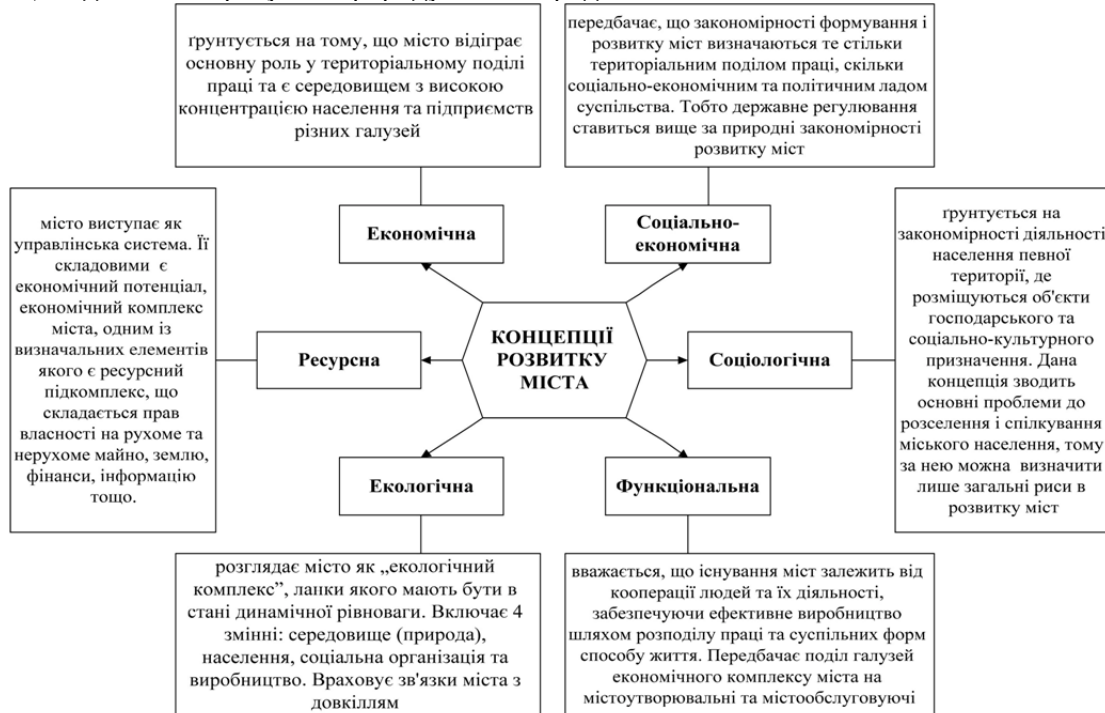 ґрунтується на тому, що місто відіграє
основну роль у територіальному поділі
праці та є середовищем з високою
концентрацією населення та підприємств
різних галузей
передбачає, що закономірності формування і
розвитку міст визначаються те стільки
територіальним поділом праці, скільки
соціально-економічним та політичним ладом
суспільства. Тобто державне регулювання
ставиться вище за природні закономірності
розвитку міст
місто виступає як
управлінська система. Її
складовими є
економічний потенціал,
економічний комплекс
міста, одним із
визначальних елементів
якого є ресурсний
підкомплекс, що
складається прав
власності на рухоме та
нерухоме майно, землю,
фінанси, інформацію
тощо.
Економічна
Соціально-
економічна
Ресурсна
КОНЦЕПЦІЇ
РОЗВИТКУ
МІСТА
Соціологічна
Екологічна
Функціональна
ґрунтується на
закономірності діяльності
населення певної
території, де
розміщуються об'єкти
господарського та
соціально-культурного
призначення. Дана
концепція зводить
основні проблеми до
розселення і спілкування
міського населення, тому
за нею можна визначити
лише загальні риси в
розвитку міст
розглядає місто як „екологічний
комплекс”, ланки якого мають бути в
стані динамічної рівноваги. Включає 4
змінні: середовище (природа),
населення, соціальна організація та
виробництво. Враховує зв'язки міста з
довкіллям
вважається, що існування міст залежить від
кооперації людей та їх діяльності,
забезпечуючи ефективне виробництво
шляхом розподілу праці та суспільних форм
способу життя. Передбачає поділ галузей
економічного комплексу міста на
містоутворювальні та містообслуговуючі